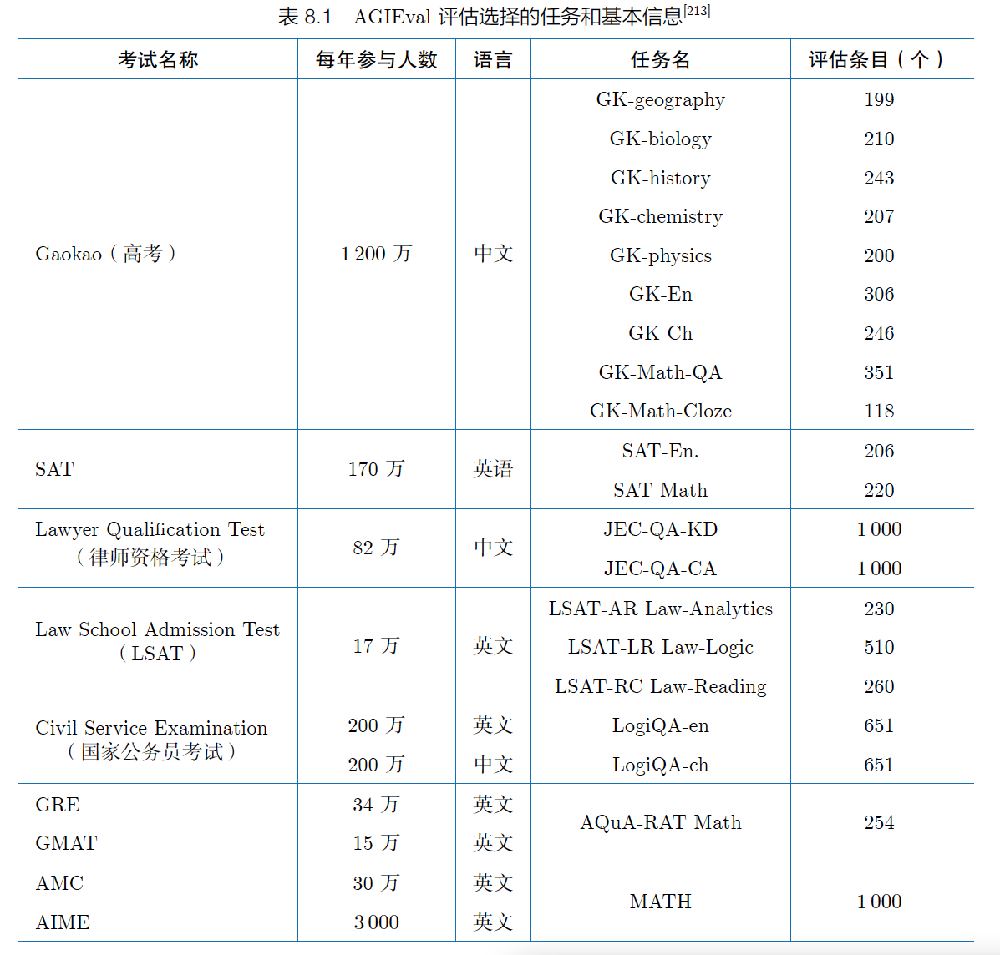 表 8.1 AGIEval 评估选择的任务和基本信息[213]
考试名称 每年参与人数 语言 任务名 评估条目（个）
GK-geography 199
GK-biology 210
GK-history 243
GK-chemistry 207
Gaokao（高考） 1 200 万 中文 GK-physics 200
GK-En 306
GK-Ch 246
GK-Math-QA 351
GK-Math-Cloze 118
SAT 170 万 英语
SAT-En. 206
SAT-Math 220
Lawyer Qualification Test
（律师资格考试）
82 万 中文
JEC-QA-KD 1 000
JEC-QA-CA 1 000
Law School Admission Test
（LSAT）
17 万 英文
LSAT-AR Law-Analytics 230
LSAT-LR Law-Logic 510
LSAT-RC Law-Reading 260
Civil Service Examination
（国家公务员考试）
200 万 英文 LogiQA-en 651
200 万 中文 LogiQA-ch 651
GRE 34 万 英文
GMAT 15 万 英文
AQuA-RAT Math 254
AMC 30 万 英文
AIME 3 000 英文
MATH 1 000